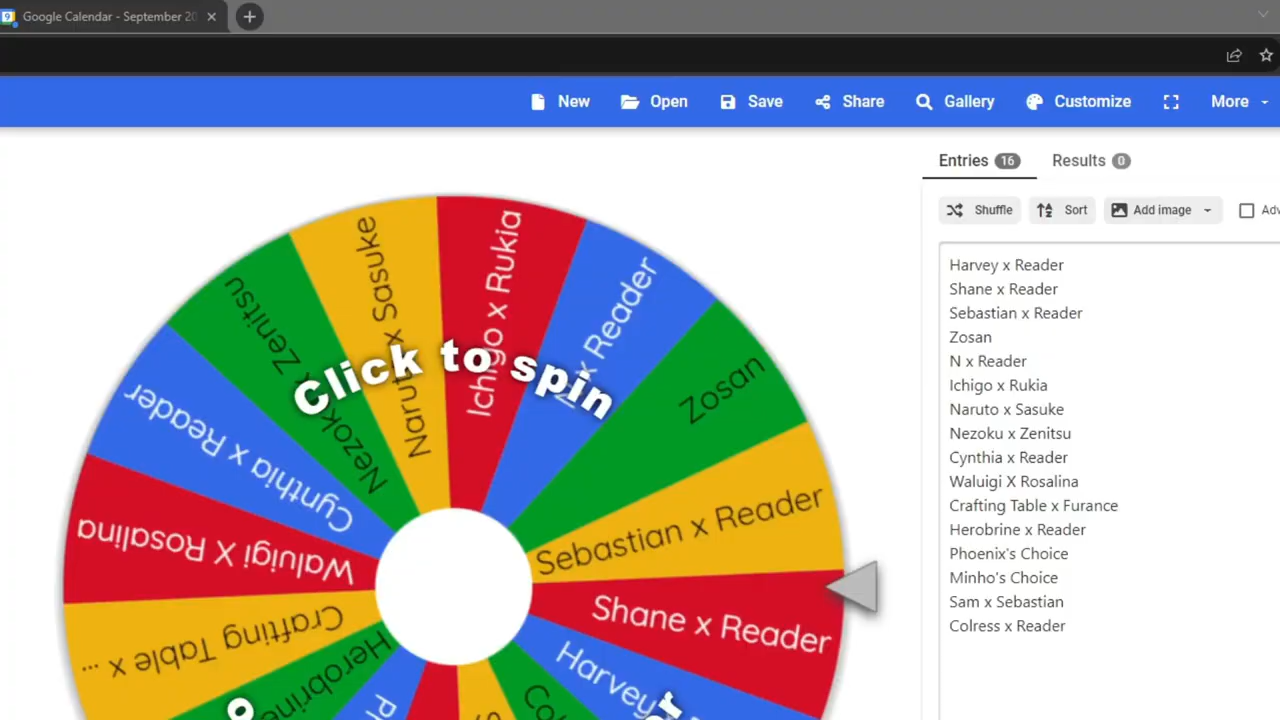 Google Calendar - September 20
New Open Save Share Gallery Customize More
Entries 16 Results 0
Shuffle Sort Add image Adv
Harvey x Reader
Shane x Reader
Sebastian x Reader
Zosan
N x Reader
Ichigo x Rukia
Naruto x Sasuke
Nezoku x Zenitsu
Cynthia x Reader
Waluigi X Rosalina
Crafting Table x Furance
Herobrine x Reader
Phoenix's Choice
Minho's Choice
Sam x Sebastian
Colress x Reader
Click to spin
Waluigi X Rosalina
Cynthia x Reader
Nezoku x Zenitsu
Naruto x Sasuke
Ichigo x Rukia
x Reader
Zosan
Sebastian x Reader
Shane x Reader
Harvey
Crafting Table x ...
Herobrine